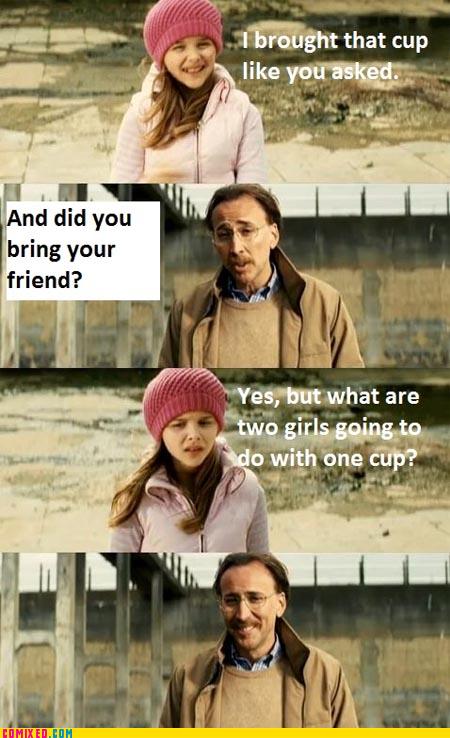 I brought that cup
like you asked.
And did you
bring your
friend?
Yes, but what are
two girls going to
do with one cup?
COMIXED.COM